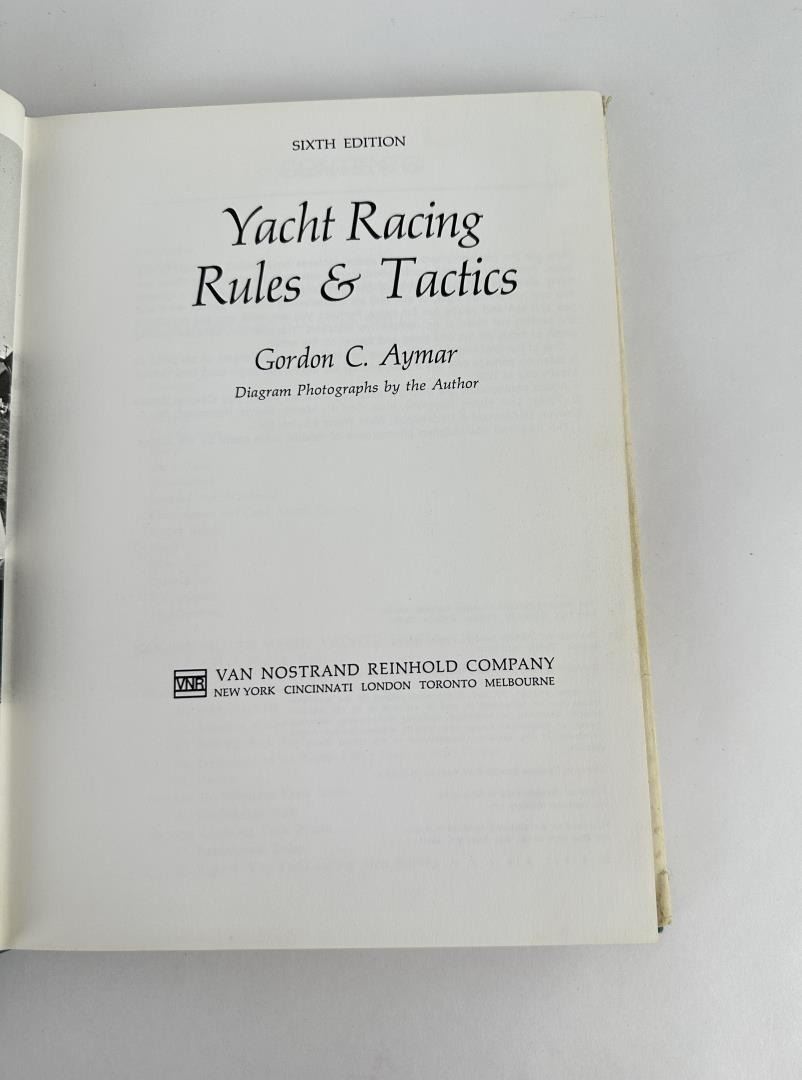 SIXTH EDITION
Yacht Racing
Rules & Tactics
Gordon C. Aymar
Diagram Photographs by the Author
VNR VAN NOSTRAND REINHOLD COMPANY
NEW YORK CINCINNATI LONDON TORONTO MELBOURNE